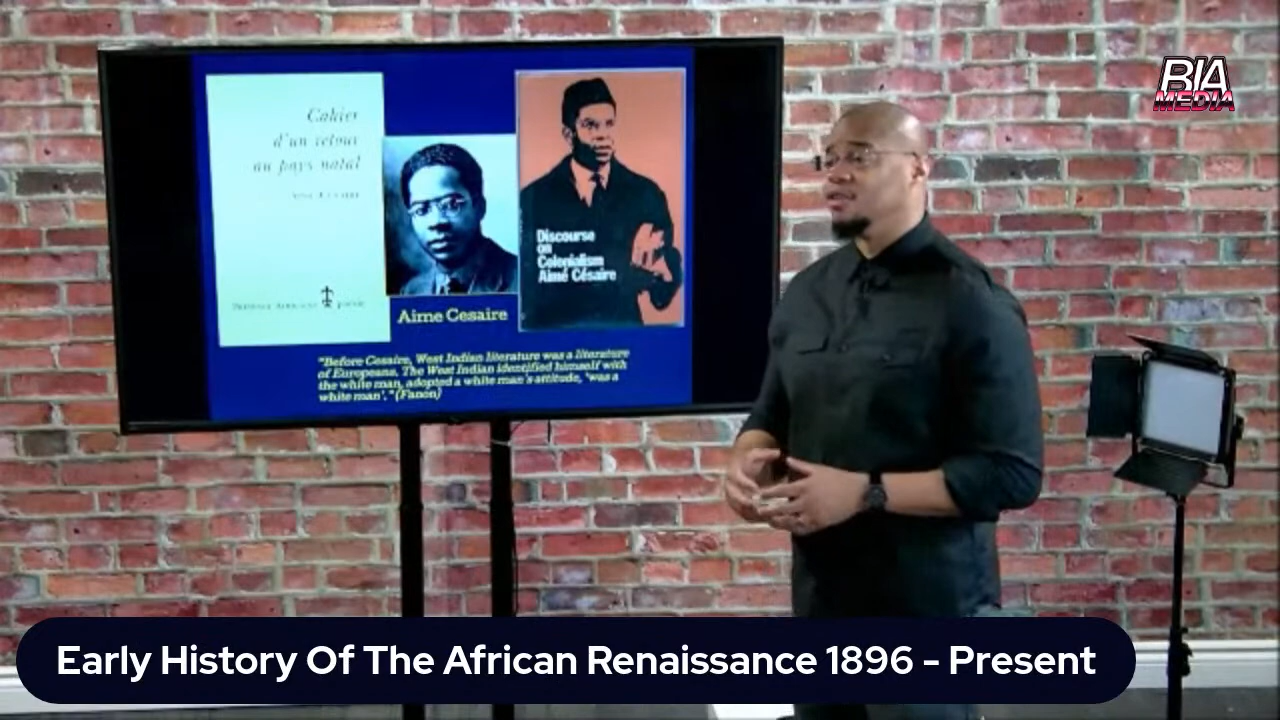 BIA
MEDIA
Cahier
d'un retour
au pays natal
Discourse
on
Colonialism
Aimé Césaire
Aime Cesaire
"Before Cesaire, West Indian literature was a literature
of Europeans. The West Indian identified himself with
the white man, adopted a white man's attitude, 'was a
white man'." (Fanon)
Early History Of The African Renaissance 1896 - Present